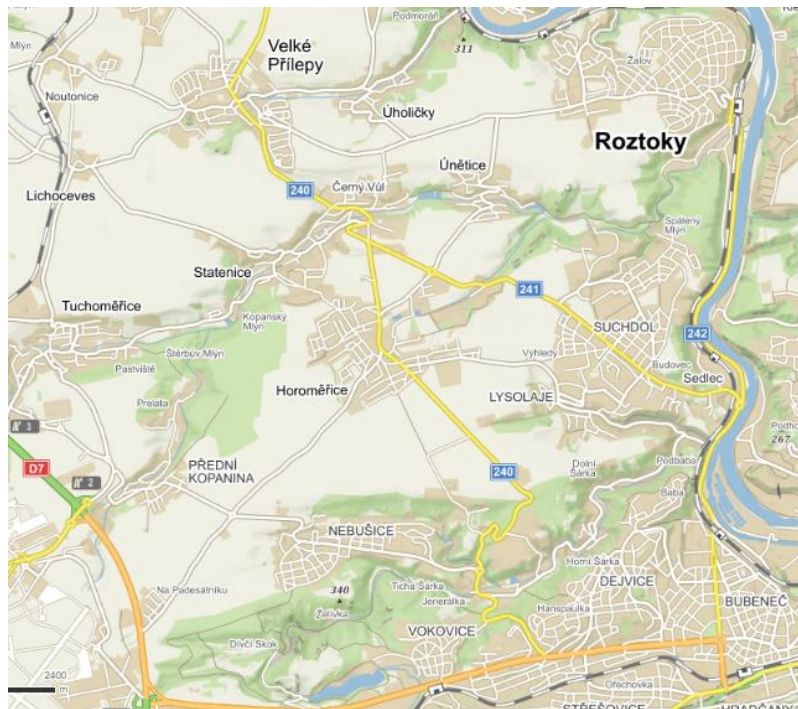 Podmoráň
311
Velké
Přílepy
Žalov
Mlýn
Noutonice
Úholičky
Roztoky
Únětice
Lichoceves
240
Černý Vůl
Spálený
Mlýn
Statenice
241
Tuchoměřice
Kopanský
Mlýn
SUCHDOL
242
Štěrbův Mlýn
Výhledy
Budovec
Pastviště
Sedlec
Horoměřice
LYSOLAJE
Přelata
3
267
D7
PŘEDNÍ
KOPANINA
240
Dolní
Šárka
Podbaba
2
Baba
NEBUŠICE
Horní Šárka
340
Tichá Šárka
DEJVICE
Na Padesátníku
Želivka
Jenerálka
Hanspaulka
BUBENEČ
Dívčí Skok
VOKOVICE
2400
m
Ořechovka
STŘEŠOVICE
HRADČANY